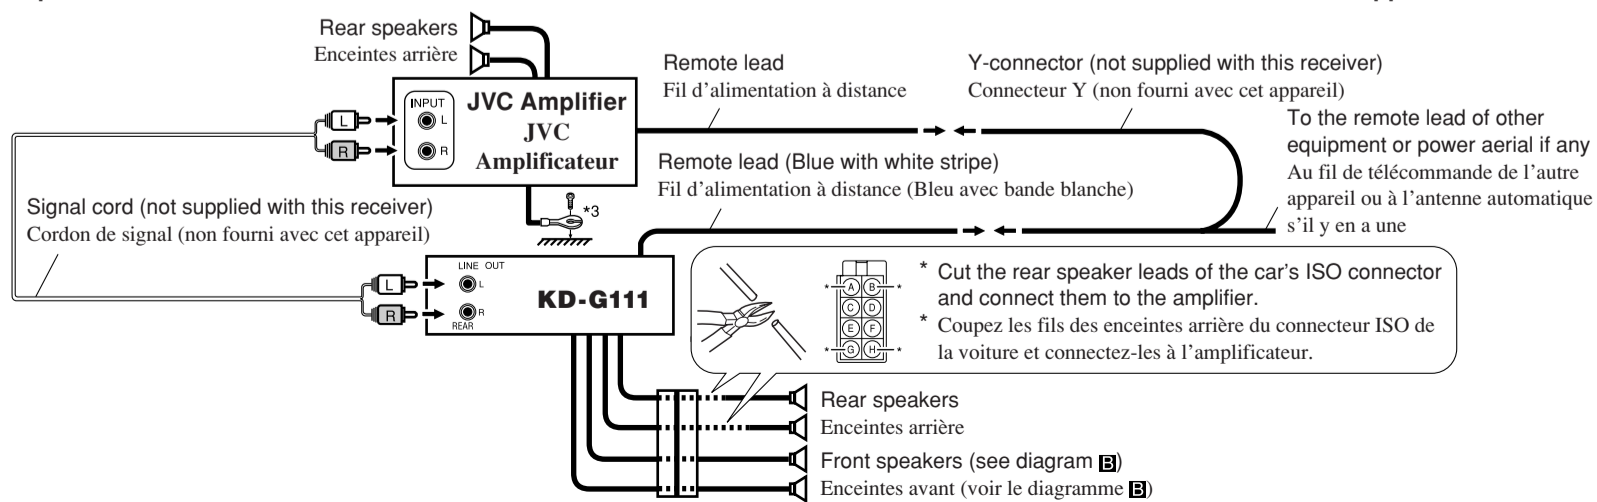 Rear speakers
Enceintes arrière
Remote lead
Fil d'alimentation à distance
Y-connector (not supplied with this receiver)
Connecteur Y (non fourni avec cet appareil)
INPUT
L
R
L
R
JVC Amplifier
JVC
Amplificateur
To the remote lead of other
equipment or power aerial if any
Au fil de télécommande de l'autre
appareil ou à l'antenne automatique
s'il y en a une
Remote lead (Blue with white stripe)
Fil d'alimentation à distance (Bleu avec bande blanche)
*3
Signal cord (not supplied with this receiver)
Cordon de signal (non fourni avec cet appareil)
LINE OUT
L
R
REAR
L
R
KD-G111
* A B *
C D
E F
* G H *
* Cut the rear speaker leads of the car's ISO connector
and connect them to the amplifier.
* Coupez les fils des enceintes arrière du connecteur ISO de
la voiture et connectez-les à l'amplificateur.
Rear speakers
Enceintes arrière
Front speakers (see diagram B)
Enceintes avant (voir le diagramme B)